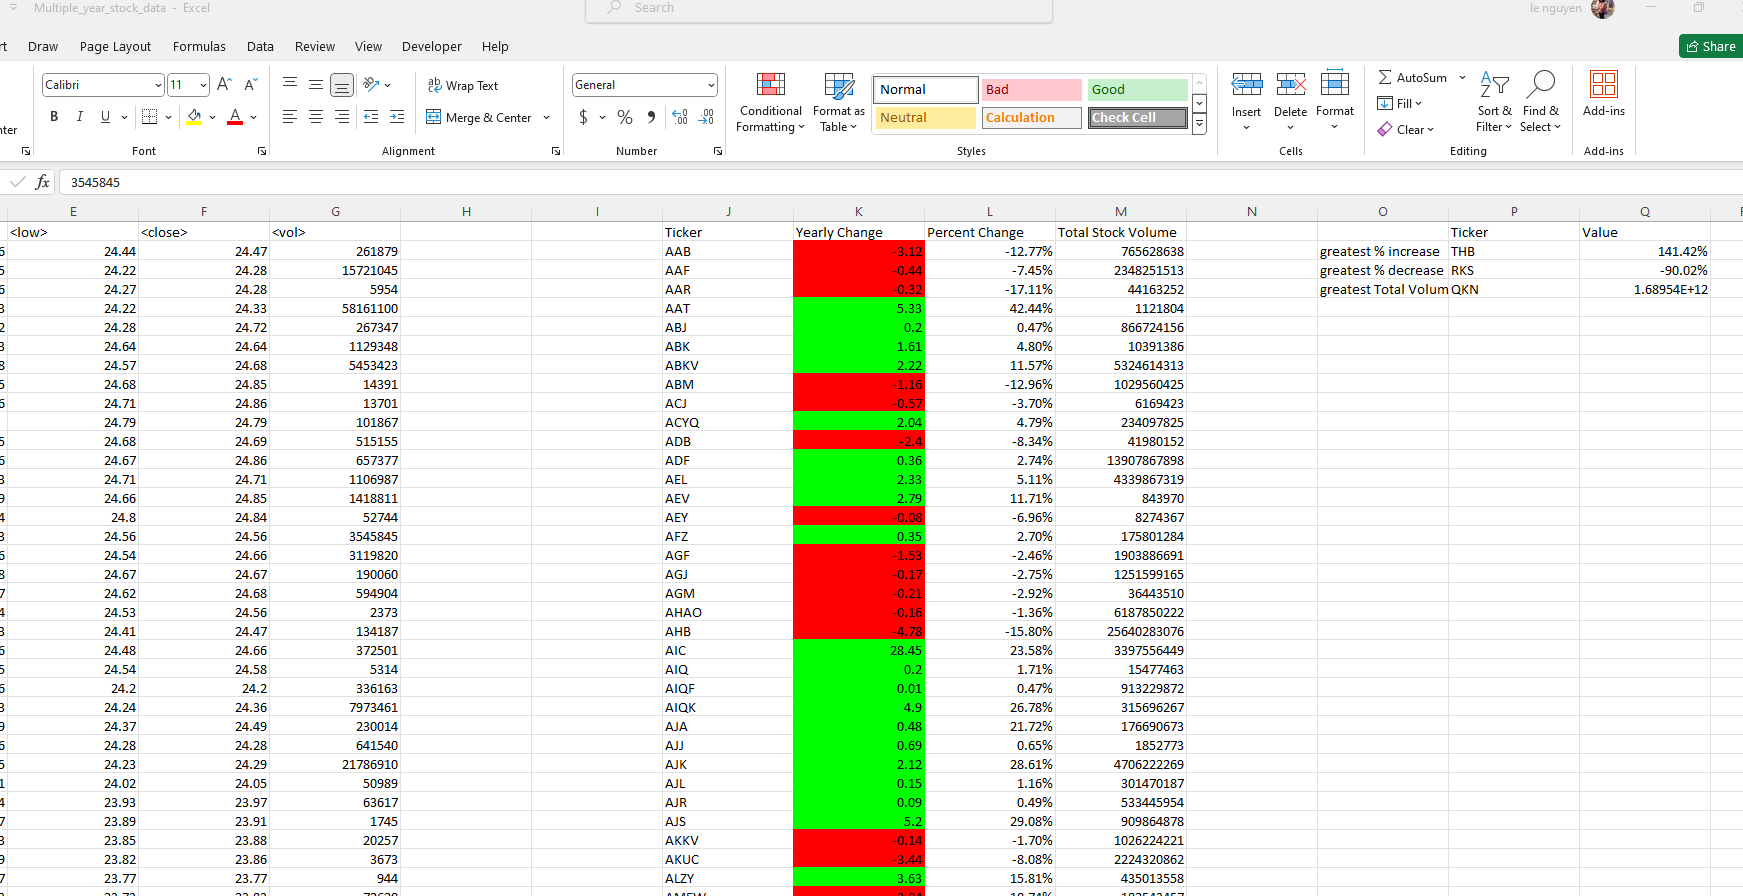 Multiple_year_stock_data - Excel Search le nguyen
Draw Page Layout Formulas Data Review View Developer Help Share
Calibri 11 A A ab Wrap Text General Conditional Formatting Format as Table Normal Bad Good Insert Delete Format AutoSum Sort & Filter Find & Select Add-ins
B I U A Merge & Center $ % Neutral Calculation Check Cell Fill Clear
Font Alignment Number Styles Cells Editing Add-ins
fx 3545845
E F G H I J K L M N O P Q
<low> <close> <vol> Ticker Yearly Change Percent Change Total Stock Volume Ticker Value
24.44 24.47 261879 AAB -3.12 -12.77% 765628638 greatest % increase THB 141.42%
24.22 24.28 15721045 AAF -0.44 -7.45% 2348251513 greatest % decrease RKS -90.02%
24.27 24.28 5954 AAR -0.32 -17.11% 44163252 greatest Total Volum QKN 1.68954E+12
24.22 24.33 58161100 AAT 5.33 42.44% 1121804
24.28 24.72 267347 ABJ 0.2 0.47% 866724156
24.64 24.64 1129348 ABK 1.61 4.80% 10391386
24.57 24.68 5453423 ABKV 2.22 11.57% 5324614313
24.68 24.85 14391 ABM -1.16 -12.96% 1029560425
24.71 24.86 13701 ACJ -0.57 -3.70% 6169423
24.79 24.79 101867 ACYQ 2.04 4.79% 234097825
24.68 24.69 515155 ADB -2.4 -8.34% 41980152
24.67 24.86 657377 ADF 0.36 2.74% 13907867898
24.71 24.71 1106987 AEL 2.33 5.11% 4339867319
24.66 24.85 1418811 AEV 2.79 11.71% 843970
24.8 24.84 52744 AEY -0.08 -6.96% 8274367
24.56 24.56 3545845 AFZ 0.35 2.70% 175801284
24.54 24.66 3119820 AGF -1.53 -2.46% 1903886691
24.67 24.67 190060 AGJ -0.17 -2.75% 1251599165
24.62 24.68 594904 AGM -0.21 -2.92% 36443510
24.53 24.56 2373 AHAO -0.16 -1.36% 6187850222
24.41 24.47 134187 AHB -4.78 -15.80% 25640283076
24.48 24.66 372501 AIC 28.45 23.58% 3397556449
24.54 24.58 5314 AIQ 0.2 1.71% 15477463
24.2 24.2 336163 AIQF 0.01 0.47% 913229872
24.24 24.36 7973461 AIQK 4.9 26.78% 315696267
24.37 24.49 230014 AJA 0.48 21.72% 176690673
24.28 24.28 641540 AJJ 0.69 0.65% 1852773
24.23 24.29 21786910 AJK 2.12 28.61% 4706222269
24.02 24.05 50989 AJL 0.15 1.16% 301470187
23.93 23.97 63617 AJR 0.09 0.49% 533445954
23.89 23.91 1745 AJS 5.2 29.08% 909864878
23.85 23.88 20257 AKKV -0.14 -1.70% 1026224221
23.82 23.86 3673 AKUC -3.44 -8.08% 2224320862
23.77 23.77 944 ALZY 3.63 15.81% 435013558